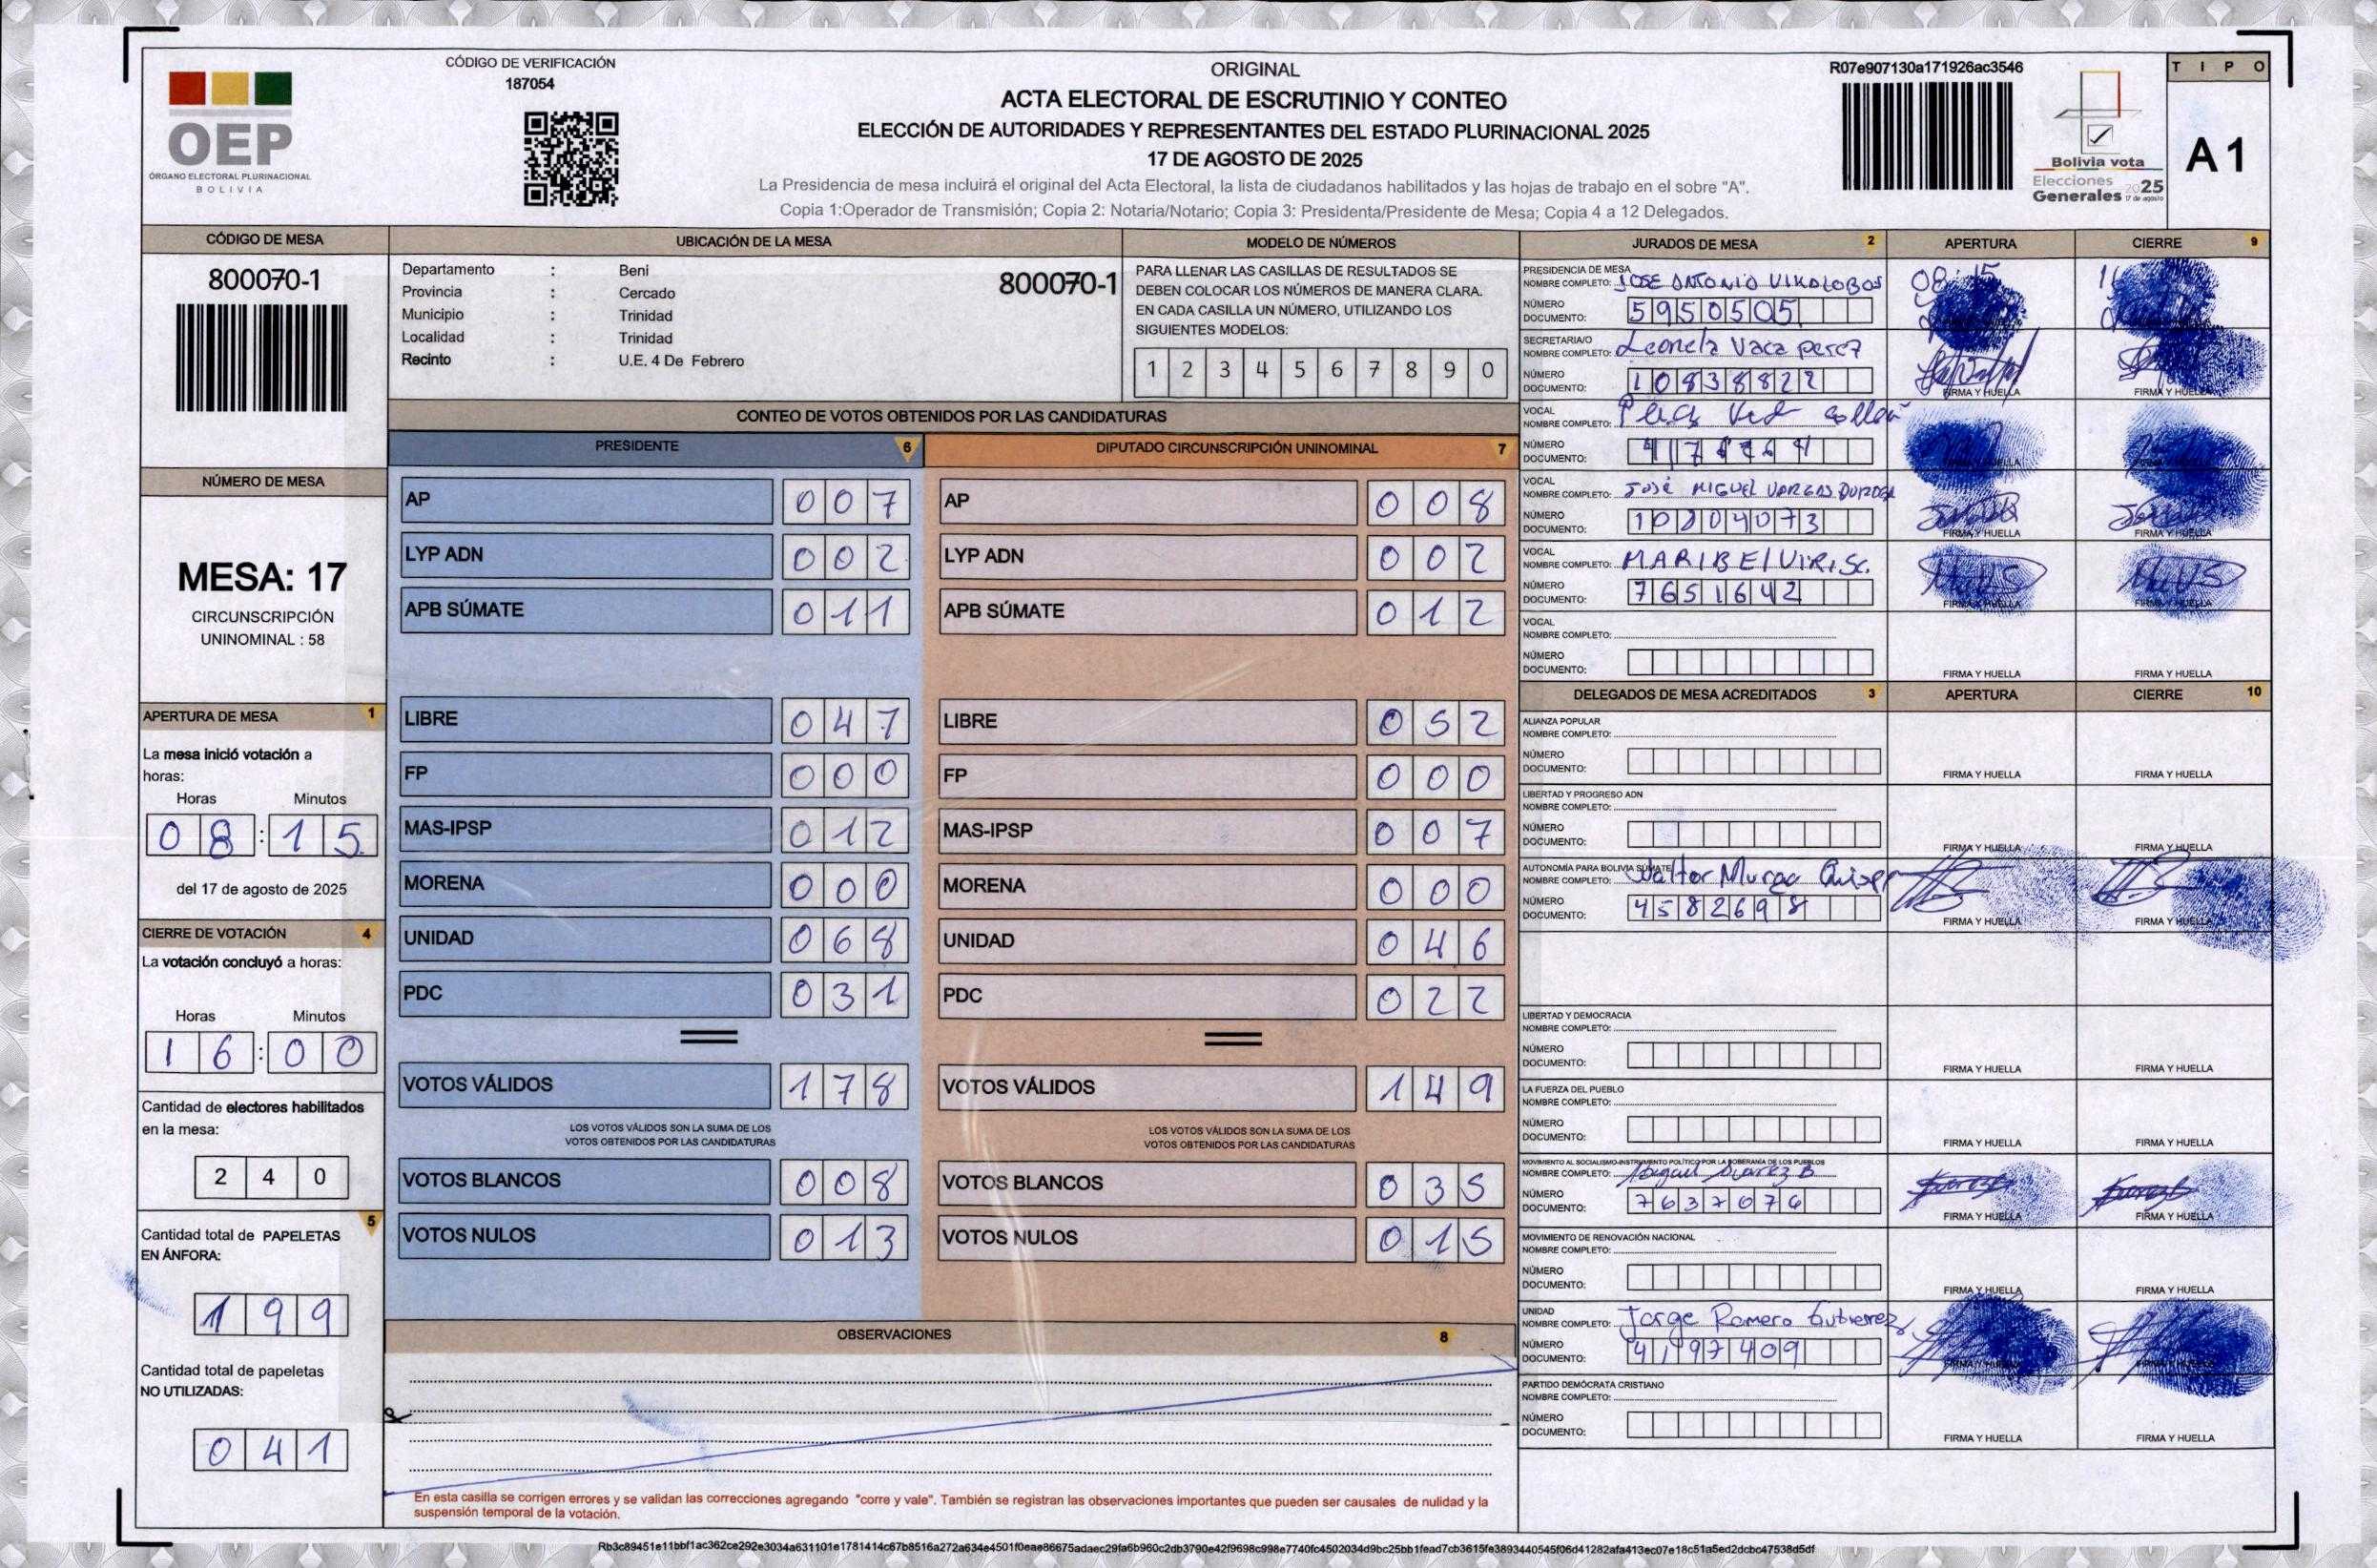 CÓDIGO DE VERIFICACIÓN
187054
OEP
ÓRGANO ELECTORAL PLURINACIONAL
BOLIVIA
ORIGINAL
ACTA ELECTORAL DE ESCRUTINIO Y CONTEO
ELECCIÓN DE AUTORIDADES Y REPRESENTANTES DEL ESTADO PLURINACIONAL 2025
17 DE AGOSTO DE 2025
La Presidencia de mesa incluirá el original del Acta Electoral, la lista de ciudadanos habilitados y las hojas de trabajo en el sobre "A".
Copia 1:Operador de Transmisión; Copia 2: Notaria/Notario; Copia 3: Presidenta/Presidente de Mesa; Copia 4 a 12 Delegados.
R07e907130a171926ac3546
Bolivia vota
Elecciones
Generales 2025
17 de agosto
TIPO
A1
CÓDIGO DE MESA
800070-1
NÚMERO DE MESA
MESA: 17
CIRCUNSCRIPCIÓN
UNINOMINAL : 58
APERTURA DE MESA 1
La mesa inició votación a
horas:
Horas Minutos
08:15
del 17 de agosto de 2025
CIERRE DE VOTACIÓN 4
La votación concluyó a horas:
Horas Minutos
16:00
Cantidad de electores habilitados
en la mesa:
240
Cantidad total de PAPELETAS 5
EN ÁNFORA:
199
Cantidad total de papeletas
NO UTILIZADAS:
041
UBICACIÓN DE LA MESA
Departamento : Beni
800070-1
Provincia : Cercado
Municipio : Trinidad
Localidad : Trinidad
Recinto : U.E. 4 De Febrero
MODELO DE NÚMEROS
PARA LLENAR LAS CASILLAS DE RESULTADOS SE
DEBEN COLOCAR LOS NÚMEROS DE MANERA CLARA.
EN CADA CASILLA UN NÚMERO, UTILIZANDO LOS
SIGUIENTES MODELOS:
1 2 3 4 5 6 7 8 9 0
CONTEO DE VOTOS OBTENIDOS POR LAS CANDIDATURAS
PRESIDENTE 6
AP 007
LYP ADN 002
APB SÚMATE 011
LIBRE 047
FP 000
MAS-IPSP 012
MORENA 000
UNIDAD 068
PDC 031
VOTOS VÁLIDOS 178
LOS VOTOS VÁLIDOS SON LA SUMA DE LOS
VOTOS OBTENIDOS POR LAS CANDIDATURAS
VOTOS BLANCOS 008
VOTOS NULOS 013
DIPUTADO CIRCUNSCRIPCIÓN UNINOMINAL 7
AP 008
LYP ADN 002
APB SÚMATE 012
LIBRE 052
FP 000
MAS-IPSP 007
MORENA 000
UNIDAD 046
PDC 022
VOTOS VÁLIDOS 149
LOS VOTOS VÁLIDOS SON LA SUMA DE LOS
VOTOS OBTENIDOS POR LAS CANDIDATURAS
VOTOS BLANCOS 035
VOTOS NULOS 015
OBSERVACIONES 8
En esta casilla se corrigen errores y se validan las correcciones agregando "corre y vale". También se registran las observaciones importantes que pueden ser causales de nulidad y la
suspensión temporal de la votación.
JURADOS DE MESA 2 APERTURA CIERRE 9
PRESIDENCIA DE MESA
NOMBRE COMPLETO: JOSE ANTONIO
NÚMERO
DOCUMENTO: 5950505
SECRETARIA/O
NOMBRE COMPLETO: Leonela Vaca perez
NÚMERO
DOCUMENTO: 10838822
FIRMA Y HUELLA FIRMA Y HUELLA
VOCAL
NOMBRE COMPLETO:
NÚMERO
DOCUMENTO:
VOCAL
NOMBRE COMPLETO: JOSÉ MIGUEL VARGAS
NÚMERO
DOCUMENTO: 10804073
FIRMA Y HUELLA FIRMA Y HUELLA
VOCAL
NOMBRE COMPLETO: MARIBEL
NÚMERO
DOCUMENTO: 7651642
FIRMA Y HUELLA FIRMA Y HUELLA
VOCAL
NOMBRE COMPLETO:
NÚMERO
DOCUMENTO:
FIRMA Y HUELLA FIRMA Y HUELLA
DELEGADOS DE MESA ACREDITADOS 3 APERTURA CIERRE 10
ALIANZA POPULAR
NOMBRE COMPLETO:
NÚMERO
DOCUMENTO:
FIRMA Y HUELLA FIRMA Y HUELLA
LIBERTAD Y PROGRESO ADN
NOMBRE COMPLETO:
NÚMERO
DOCUMENTO:
FIRMA Y HUELLA FIRMA Y HUELLA
AUTONOMÍA PARA BOLIVIA SÚMATE
NOMBRE COMPLETO: Walter Murga Quispe
NÚMERO
DOCUMENTO: 4582698
FIRMA Y HUELLA FIRMA Y HUELLA
LIBERTAD Y DEMOCRACIA
NOMBRE COMPLETO:
NÚMERO
DOCUMENTO:
FIRMA Y HUELLA FIRMA Y HUELLA
LA FUERZA DEL PUEBLO
NOMBRE COMPLETO:
NÚMERO
DOCUMENTO:
FIRMA Y HUELLA FIRMA Y HUELLA
MOVIMIENTO AL SOCIALISMO-INSTRUMENTO POLÍTICO POR LA SOBERANÍA DE LOS PUEBLOS
NOMBRE COMPLETO: Abigail Suarez B
NÚMERO
DOCUMENTO: 7637076
FIRMA Y HUELLA FIRMA Y HUELLA
MOVIMIENTO DE RENOVACIÓN NACIONAL
NOMBRE COMPLETO:
NÚMERO
DOCUMENTO:
FIRMA Y HUELLA FIRMA Y HUELLA
UNIDAD
NOMBRE COMPLETO: Jorge Romero Gutierrez
NÚMERO
DOCUMENTO: 4197409
FIRMA Y HUELLA FIRMA Y HUELLA
PARTIDO DEMÓCRATA CRISTIANO
NOMBRE COMPLETO:
NÚMERO
DOCUMENTO:
FIRMA Y HUELLA FIRMA Y HUELLA